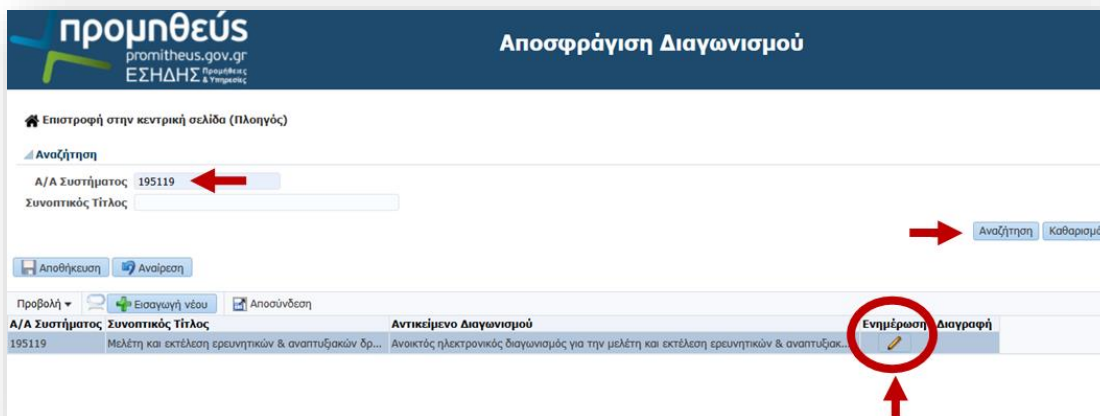 προμηθεύς
promitheus.gov.gr
ΕΣΗΔΗΣ Προμήθειες & Υπηρεσίες
Αποσφράγιση Διαγωνισμού
Επιστροφή στην κεντρική σελίδα (Πλοηγός)
Αναζήτηση
Α/Α Συστήματος 195119
Συνοπτικός Τίτλος
Αναζήτηση Καθαρισμό
Αποθήκευση Αναίρεση
Προβολή Εισαγωγή νέου Αποσύνδεση
Α/Α Συστήματος Συνοπτικός Τίτλος Αντικείμενο Διαγωνισμού Ενημέρωση Διαγραφή
195119 Μελέτη και εκτέλεση ερευνητικών & αναπτυξιακών δρ... Ανοικτός ηλεκτρονικός διαγωνισμός για την μελέτη και εκτέλεση ερευνητικών & αναπτυξιακ...